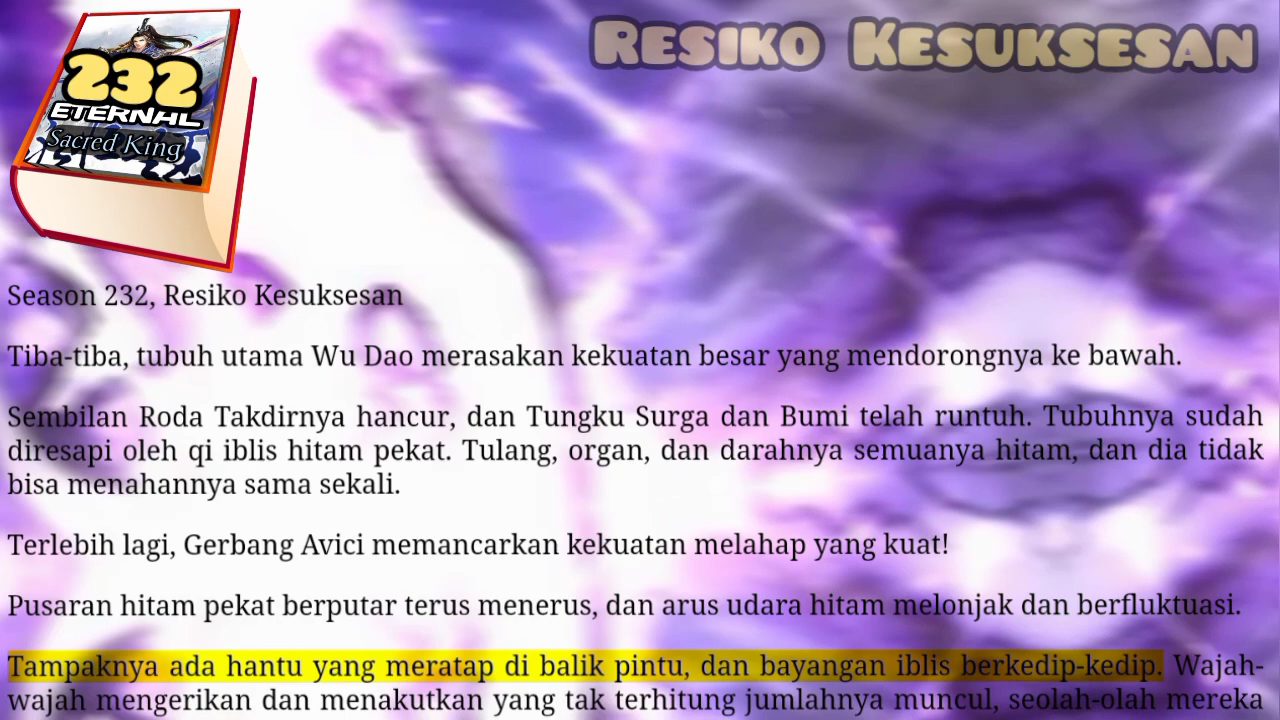 Resiko Kesuksesan
232
ETERNAL
Sacred King
Season 232, Resiko Kesuksesan
Tiba-tiba, tubuh utama Wu Dao merasakan kekuatan besar yang mendorongnya ke bawah.
Sembilan Roda Takdirnya hancur, dan Tungku Surga dan Bumi telah runtuh. Tubuhnya sudah
diresapi oleh qi iblis hitam pekat. Tulang, organ, dan darahnya semuanya hitam, dan dia tidak
bisa menahannya sama sekali.
Terlebih lagi, Gerbang Avici memancarkan kekuatan melahap yang kuat!
Pusaran hitam pekat berputar terus menerus, dan arus udara hitam melonjak dan berfluktuasi.
Tampaknya ada hantu yang meratap di balik pintu, dan bayangan iblis berkedip-kedip. Wajah-
wajah mengerikan dan menakutkan yang tak terhitung jumlahnya muncul, seolah-olah mereka